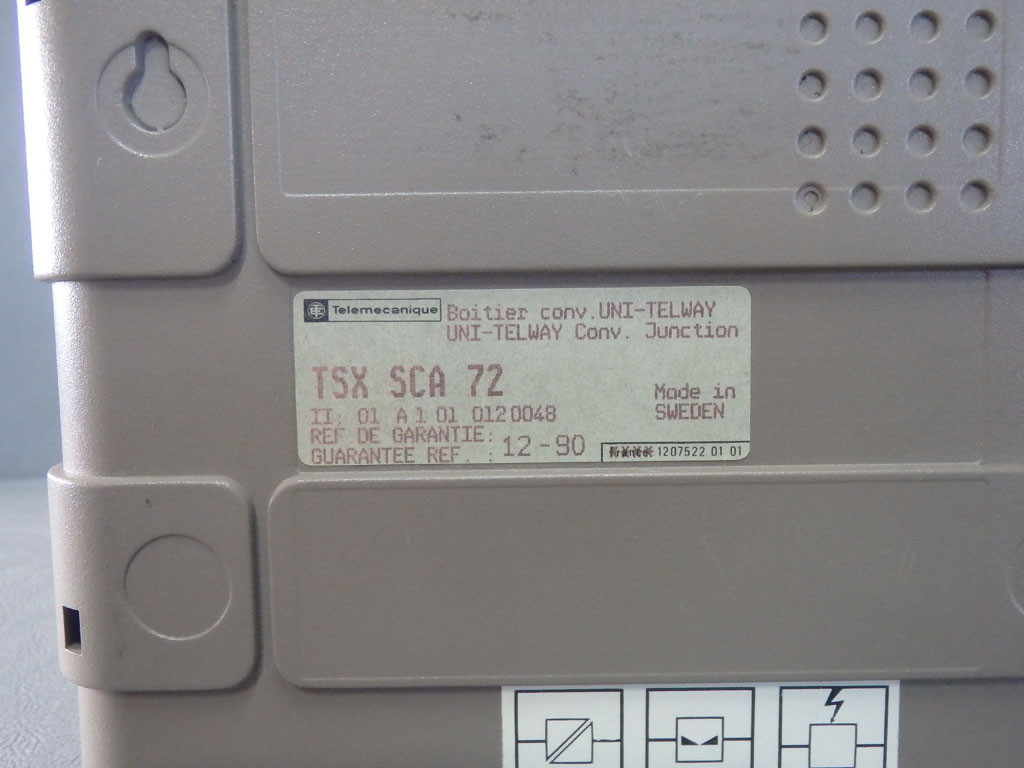 Telemecanique
Boitier conv.UNI-TELWAY
UNI-TELWAY Conv. Junction
TSX SCA 72
Made in
SWEDEN
II: 01 A 1 01 0120048
REF.DE GARANTIE:
GUARANTEE REF. : 12-90
1207522 01 01